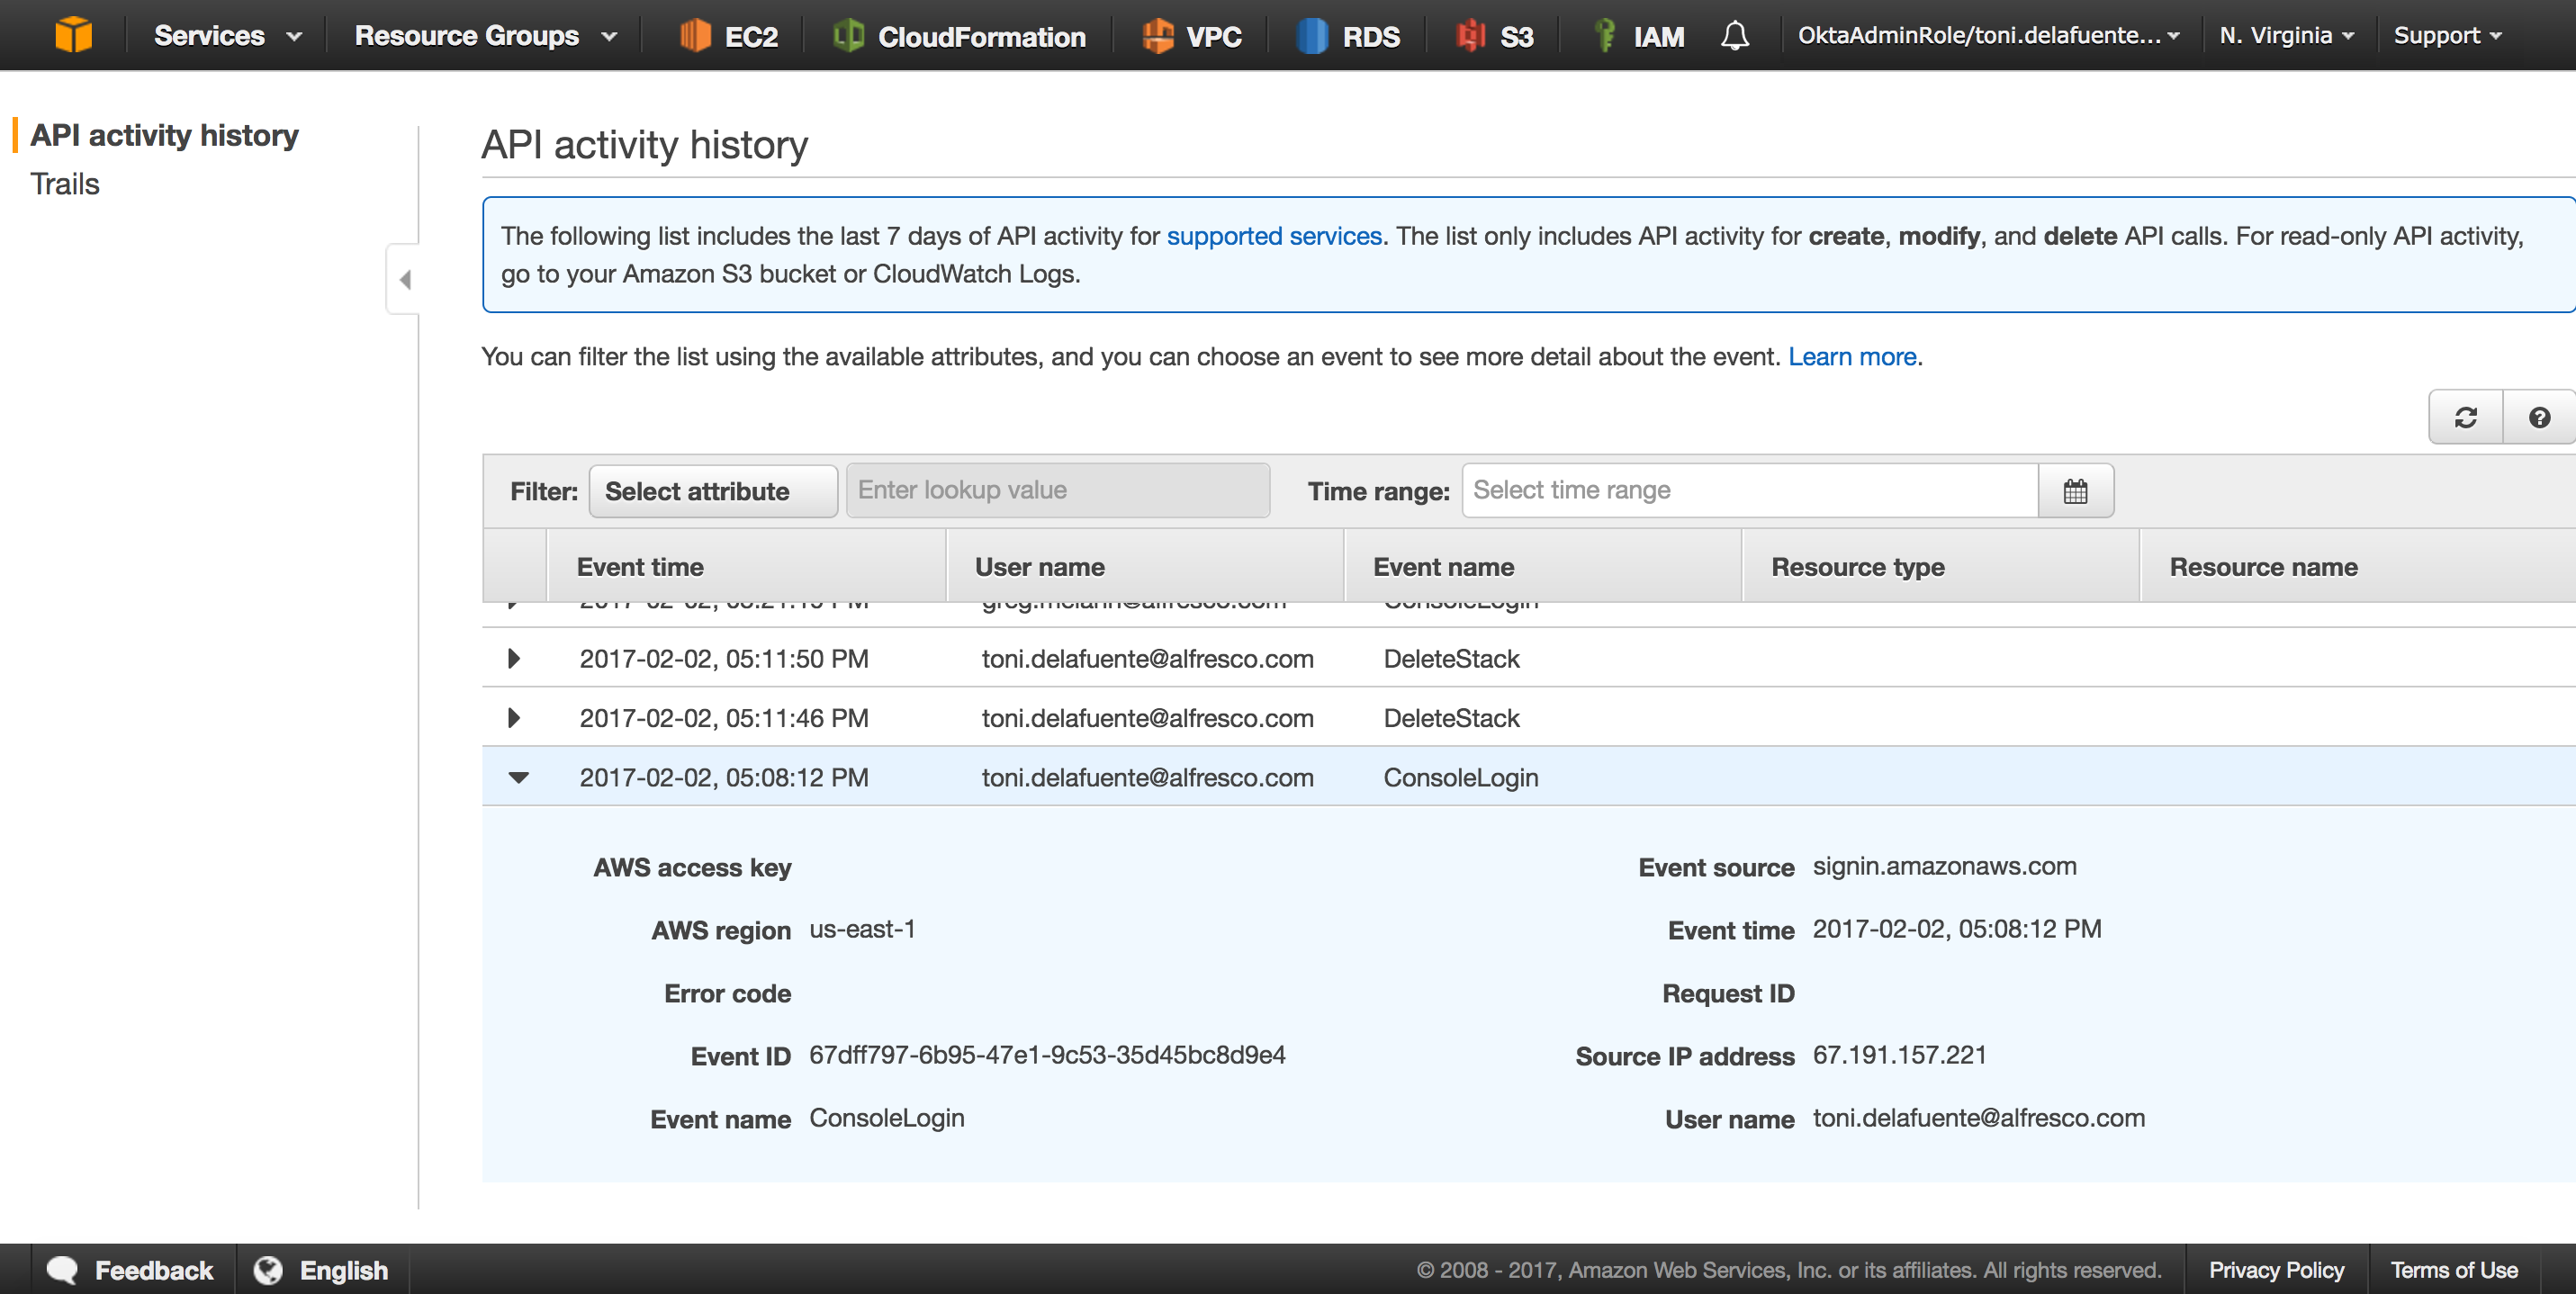 Services
Resource Groups
EC2
CloudFormation
VPC
RDS
S3
IAM
OktaAdminRole/toni.delafuente...
N. Virginia
Support
API activity history
Trails
API activity history
The following list includes the last 7 days of API activity for supported services. The list only includes API activity for create, modify, and delete API calls. For read-only API activity,
go to your Amazon S3 bucket or CloudWatch Logs.
You can filter the list using the available attributes, and you can choose an event to see more detail about the event. Learn more.
Filter: Select attribute Enter lookup value Time range: Select time range
Event time User name Event name Resource type Resource name
ConsoleLogin
2017-02-02, 05:11:50 PM toni.delafuente@alfresco.com DeleteStack
2017-02-02, 05:11:46 PM toni.delafuente@alfresco.com DeleteStack
2017-02-02, 05:08:12 PM toni.delafuente@alfresco.com ConsoleLogin
AWS access key
Event source signin.amazonaws.com
AWS region us-east-1
Event time 2017-02-02, 05:08:12 PM
Error code
Request ID
Event ID 67dff797-6b95-47e1-9c53-35d45bc8d9e4
Source IP address 67.191.157.221
Event name ConsoleLogin
User name toni.delafuente@alfresco.com
Feedback
English
© 2008 - 2017, Amazon Web Services, Inc. or its affiliates. All rights reserved.
Privacy Policy
Terms of Use